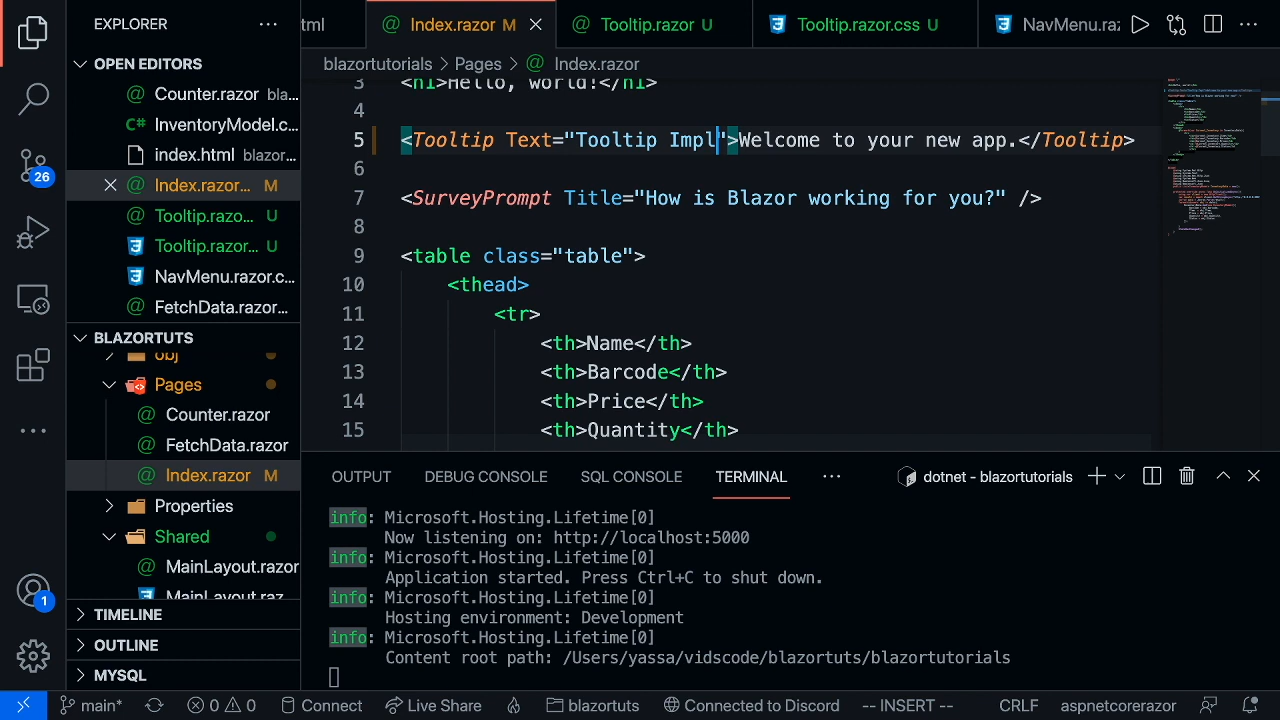 EXPLORER
OPEN EDITORS
Counter.razor bla...
InventoryModel.c...
index.html blazort...
Index.razor... M
Tooltip.razo... U
Tooltip.razor... U
NavMenu.razor.c...
FetchData.razor...
BLAZORTUTS
obj
Pages
Counter.razor
FetchData.razor
Index.razor M
Properties
Shared
MainLayout.razor
MainLayout.raz
TIMELINE
OUTLINE
MYSQL
26
1
tml
Index.razor M
Tooltip.razor U
Tooltip.razor.css U
NavMenu.raz
blazortutorials > Pages > Index.razor
3 <h1>Hello, world!</h1>
4
5 <Tooltip Text="Tooltip Impl">Welcome to your new app.</Tooltip>
6
7 <SurveyPrompt Title="How is Blazor working for you?" />
8
9 <table class="table">
10 <thead>
11 <tr>
12 <th>Name</th>
13 <th>Barcode</th>
14 <th>Price</th>
15 <th>Quantity</th>
OUTPUT DEBUG CONSOLE SQL CONSOLE TERMINAL
dotnet - blazortutorials
info: Microsoft.Hosting.Lifetime[0]
Now listening on: http://localhost:5000
info: Microsoft.Hosting.Lifetime[0]
Application started. Press Ctrl+C to shut down.
info: Microsoft.Hosting.Lifetime[0]
Hosting environment: Development
info: Microsoft.Hosting.Lifetime[0]
Content root path: /Users/yassa/vidscode/blazortuts/blazortutorials
main* 0 0 Connect Live Share blazortuts Connected to Discord -- INSERT -- CRLF aspnetcorerazor